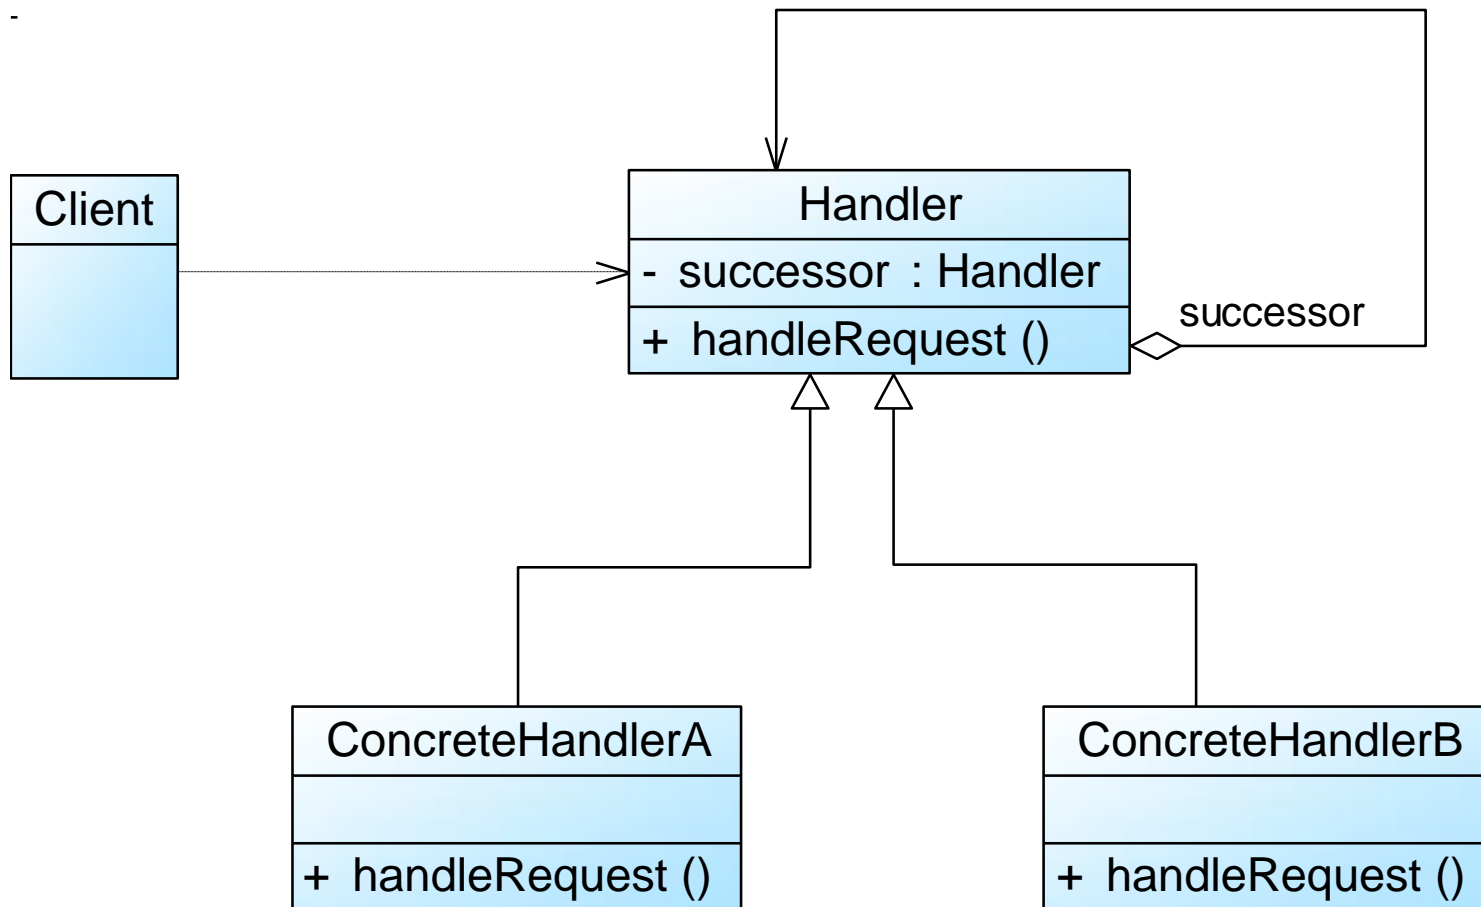 -
Client
Handler
- successor : Handler
+ handleRequest ()
successor
ConcreteHandlerA
+ handleRequest ()
ConcreteHandlerB
+ handleRequest ()